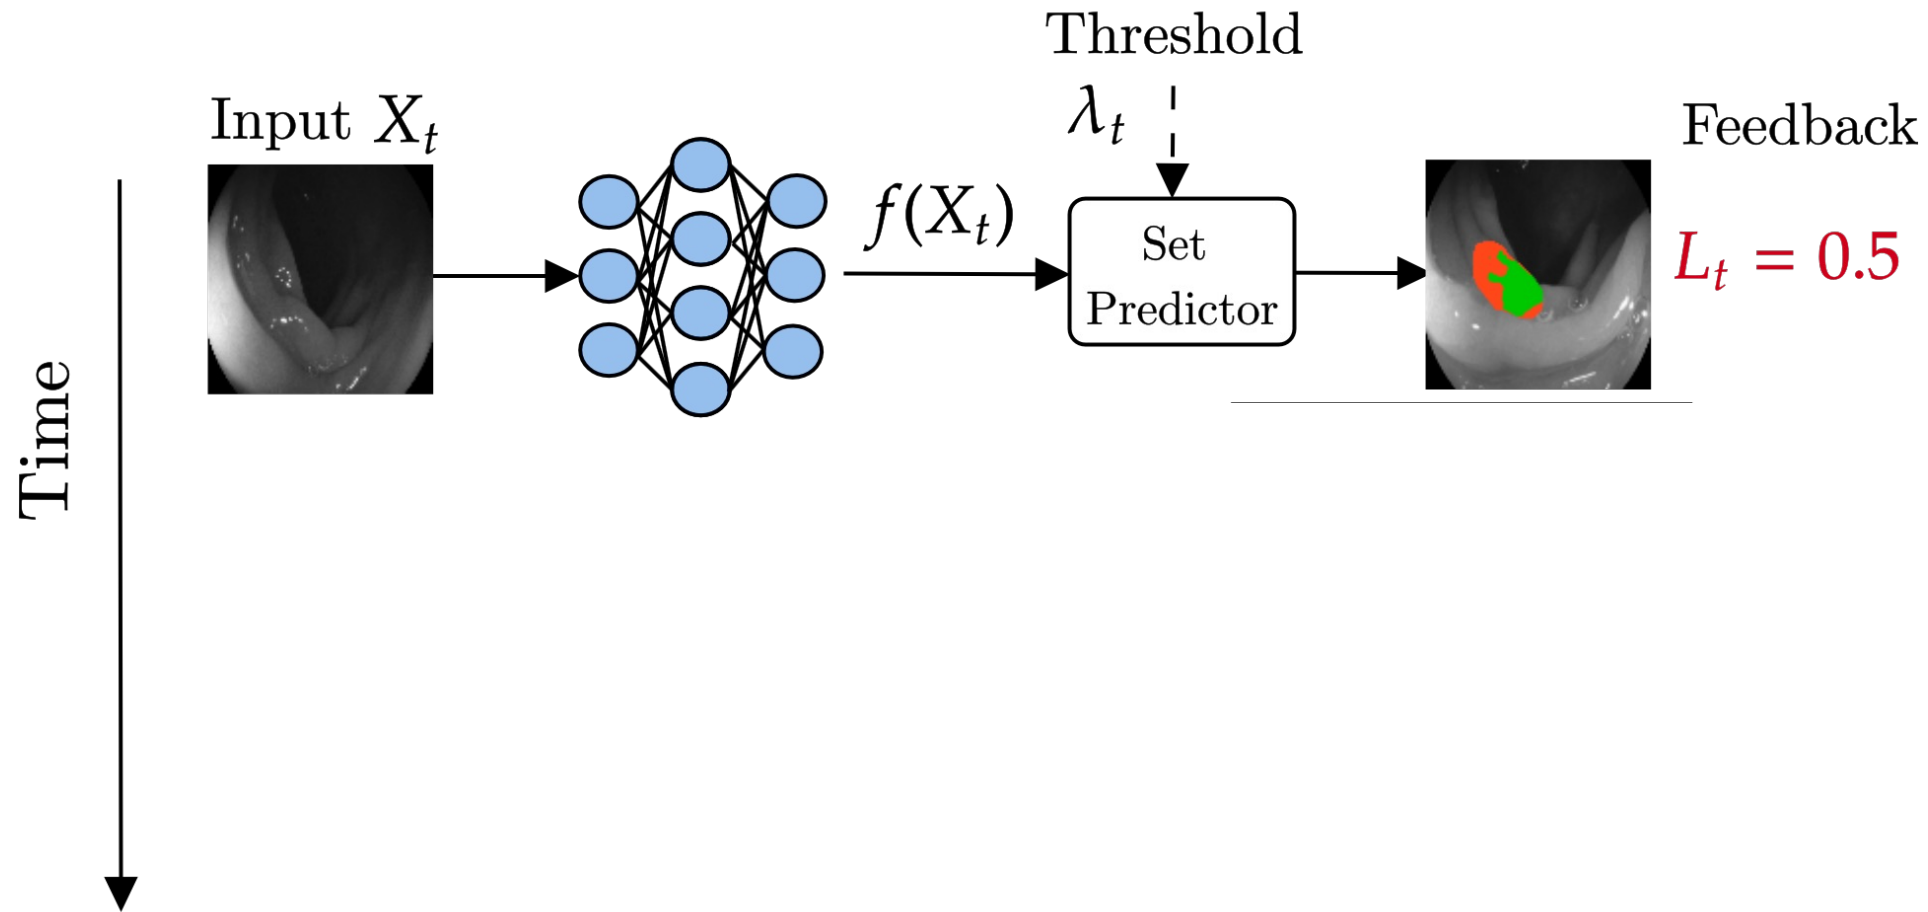 Threshold
λt
Input Xt
Feedback
f(Xt)
Set
Predictor
Lt = 0.5
Time